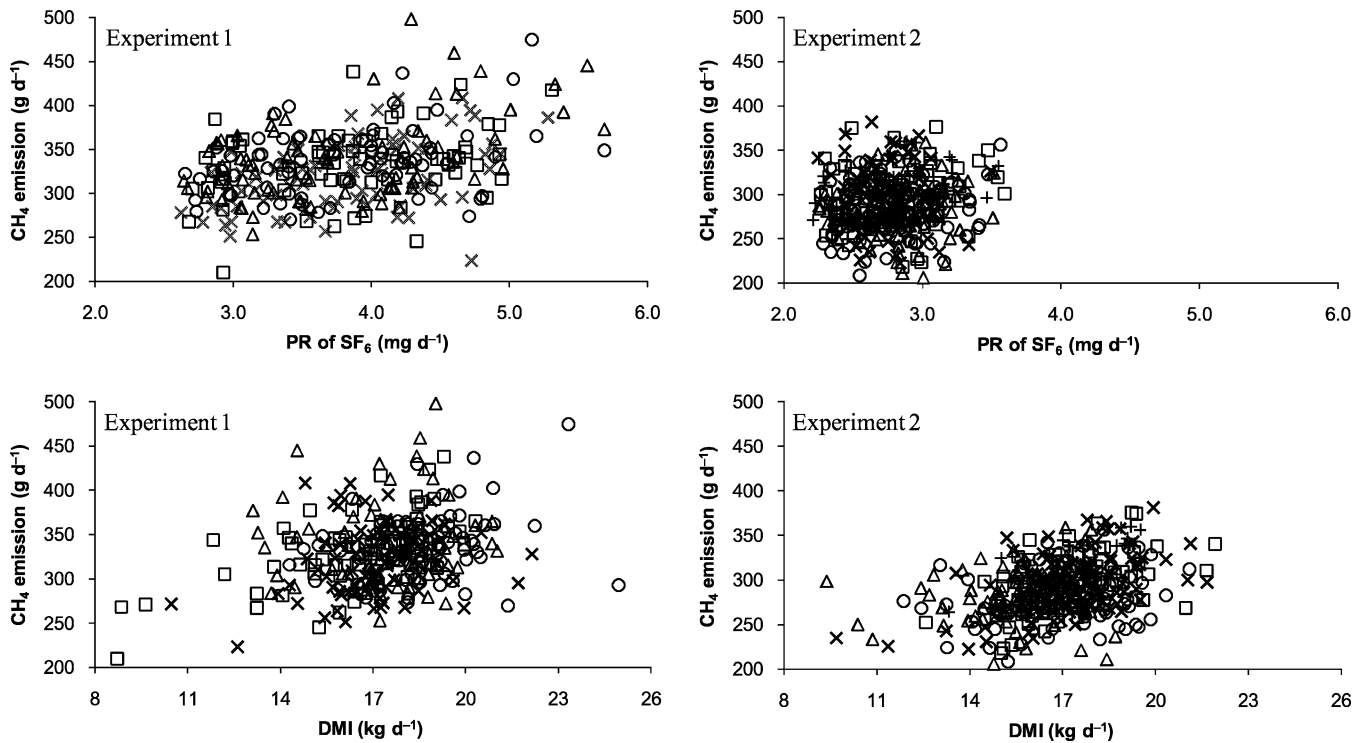 500
450
400
350
300
250
200
CH₄ emission (g d⁻¹)
Experiment 1
2.0 3.0 4.0 5.0 6.0
PR of SF₆ (mg d⁻¹)
500
450
400
350
300
250
200
CH₄ emission (g d⁻¹)
Experiment 2
2.0 3.0 4.0 5.0 6.0
PR of SF₆ (mg d⁻¹)
500
450
400
350
300
250
200
CH₄ emission (g d⁻¹)
Experiment 1
8 11 14 17 20 23 26
DMI (kg d⁻¹)
500
450
400
350
300
250
200
CH₄ emission (g d⁻¹)
Experiment 2
8 11 14 17 20 23 26
DMI (kg d⁻¹)